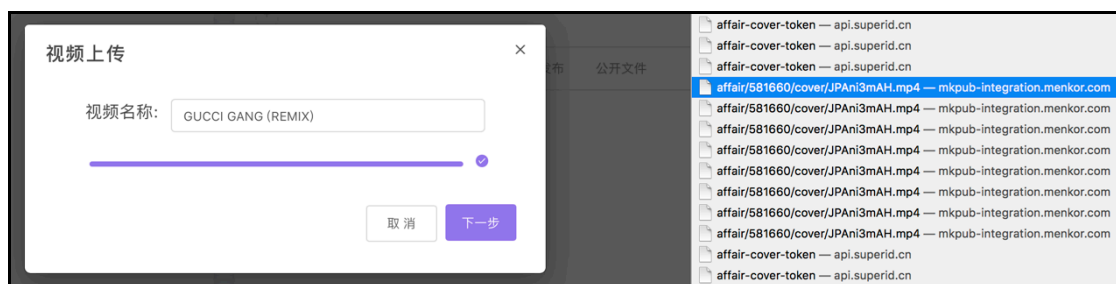 视频上传
×
视频名称:
GUCCI GANG (REMIX)
取 消
下一步
发布
公开文件
affair-cover-token — api.superid.cn
affair-cover-token — api.superid.cn
affair-cover-token — api.superid.cn
affair/581660/cover/JPAni3mAH.mp4 — mkpub-integration.menkor.com
affair/581660/cover/JPAni3mAH.mp4 — mkpub-integration.menkor.com
affair/581660/cover/JPAni3mAH.mp4 — mkpub-integration.menkor.com
affair/581660/cover/JPAni3mAH.mp4 — mkpub-integration.menkor.com
affair/581660/cover/JPAni3mAH.mp4 — mkpub-integration.menkor.com
affair/581660/cover/JPAni3mAH.mp4 — mkpub-integration.menkor.com
affair/581660/cover/JPAni3mAH.mp4 — mkpub-integration.menkor.com
affair/581660/cover/JPAni3mAH.mp4 — mkpub-integration.menkor.com
affair-cover-token — api.superid.cn
affair-cover-token — api.superid.cn